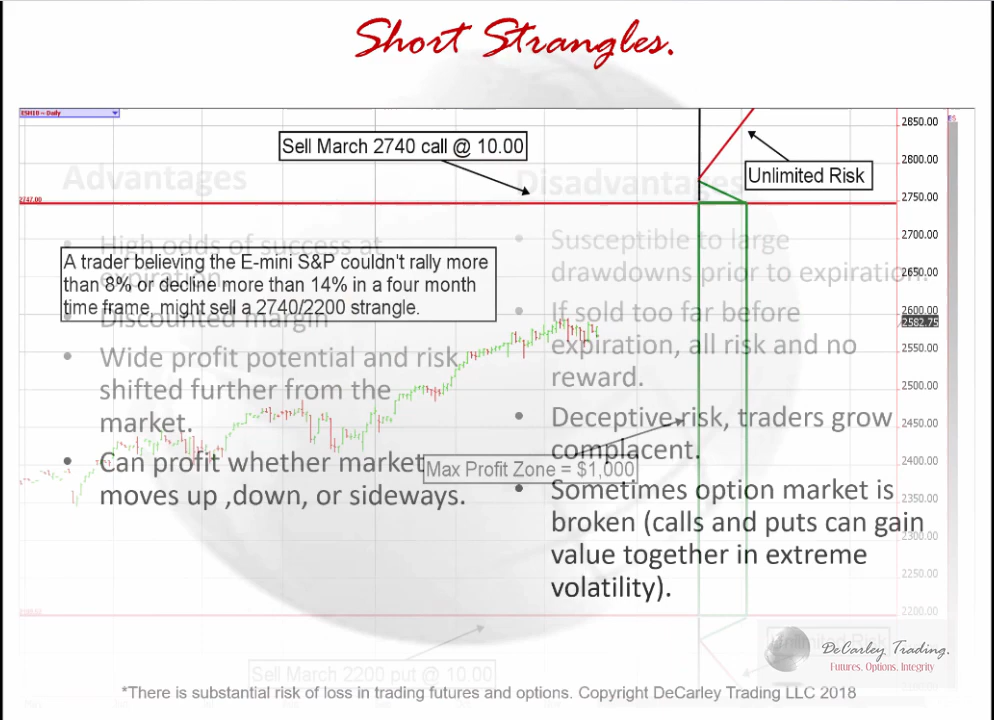 Short Strangles.
ESH18 - Daily
Sell March 2740 call @ 10.00
Unlimited Risk
Advantages
Disadvantages
2747.00
High odds of success at
expiration
Discounted margin
Wide profit potential and risk
shifted further from the
market.
Can profit whether market
moves up ,down, or sideways.
A trader believing the E-mini S&P couldn't rally more
than 8% or decline more than 14% in a four month
time frame, might sell a 2740/2200 strangle.
Susceptible to large
drawdowns prior to expiration.
If sold too far before
expiration, all risk and no
reward.
Deceptive risk, traders grow
complacent.
Sometimes option market is
broken (calls and puts can gain
value together in extreme
volatility).
Max Profit Zone = $1,000
2850.00
2800.00
2750.00
2700.00
2650.00
2600.00
2592.75
2550.00
2500.00
2450.00
2400.00
2350.00
2300.00
2250.00
2200.00
Unlimited Risk
Sell March 2200 put @ 10.00
DeCarley Trading.
Futures, Options, Integrity
*There is substantial risk of loss in trading futures and options. Copyright DeCarley Trading LLC 2018